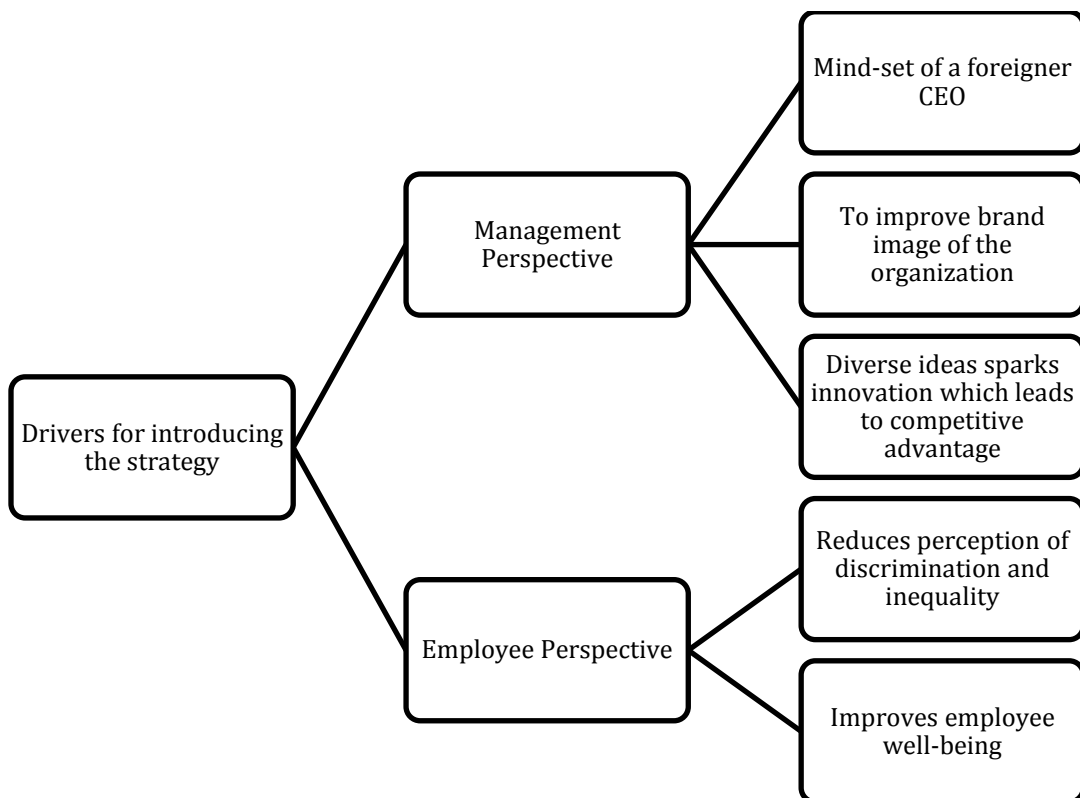 Drivers for introducing
the strategy
Management
Perspective
Mind-set of a foreigner
CEO
To improve brand
image of the
organization
Diverse ideas sparks
innovation which leads
to competitive
advantage
Employee Perspective
Reduces perception of
discrimination and
inequality
Improves employee
well-being